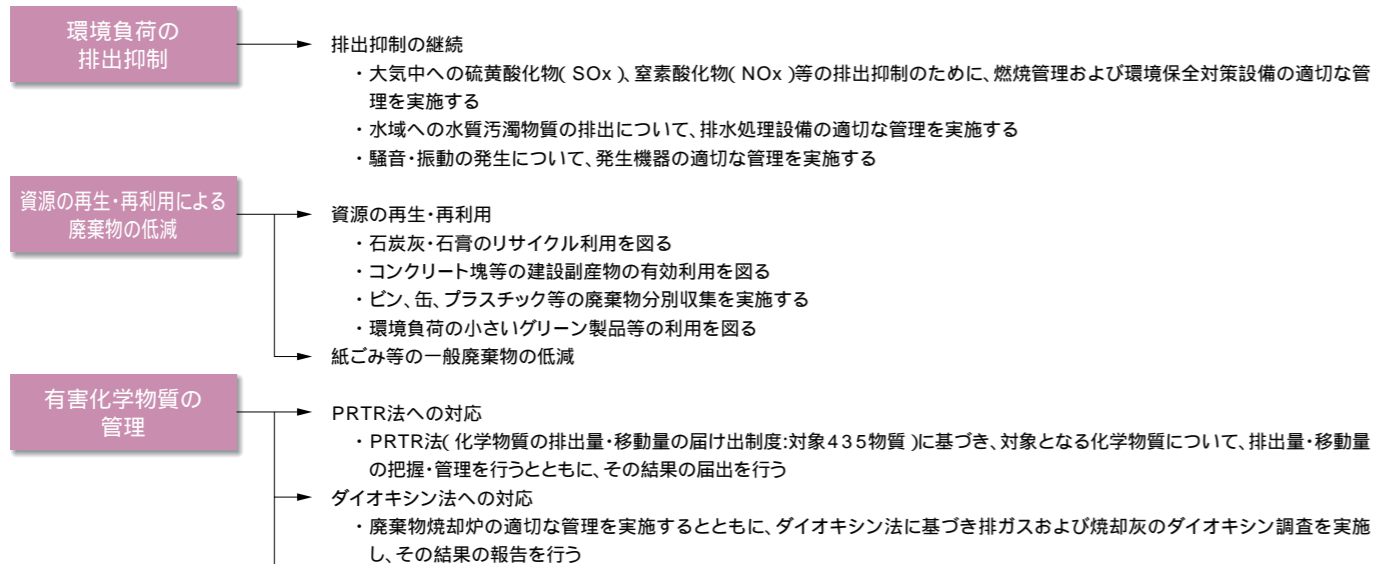 環境負荷の
排出抑制
排出抑制の継続
・大気中への硫黄酸化物(SOx)、窒素酸化物(NOx)等の排出抑制のために、燃焼管理および環境保全対策設備の適切な管
理を実施する
・水域への水質汚濁物質の排出について、排水処理設備の適切な管理を実施する
・騒音・振動の発生について、発生機器の適切な管理を実施する
資源の再生・再利用による
廃棄物の低減
資源の再生・再利用
・石炭灰・石膏のリサイクル利用を図る
・コンクリート塊等の建設副産物の有効利用を図る
・ビン、缶、プラスチック等の廃棄物分別収集を実施する
・環境負荷の小さいグリーン製品等の利用を図る
紙ごみ等の一般廃棄物の低減
有害化学物質の
管理
PRTR法への対応
・PRTR法(化学物質の排出量・移動量の届け出制度:対象435物質)に基づき、対象となる化学物質について、排出量・移動量
の把握・管理を行うとともに、その結果の届出を行う
ダイオキシン法への対応
・廃棄物焼却炉の適切な管理を実施するとともに、ダイオキシン法に基づき排ガスおよび焼却灰のダイオキシン調査を実施
し、その結果の報告を行う